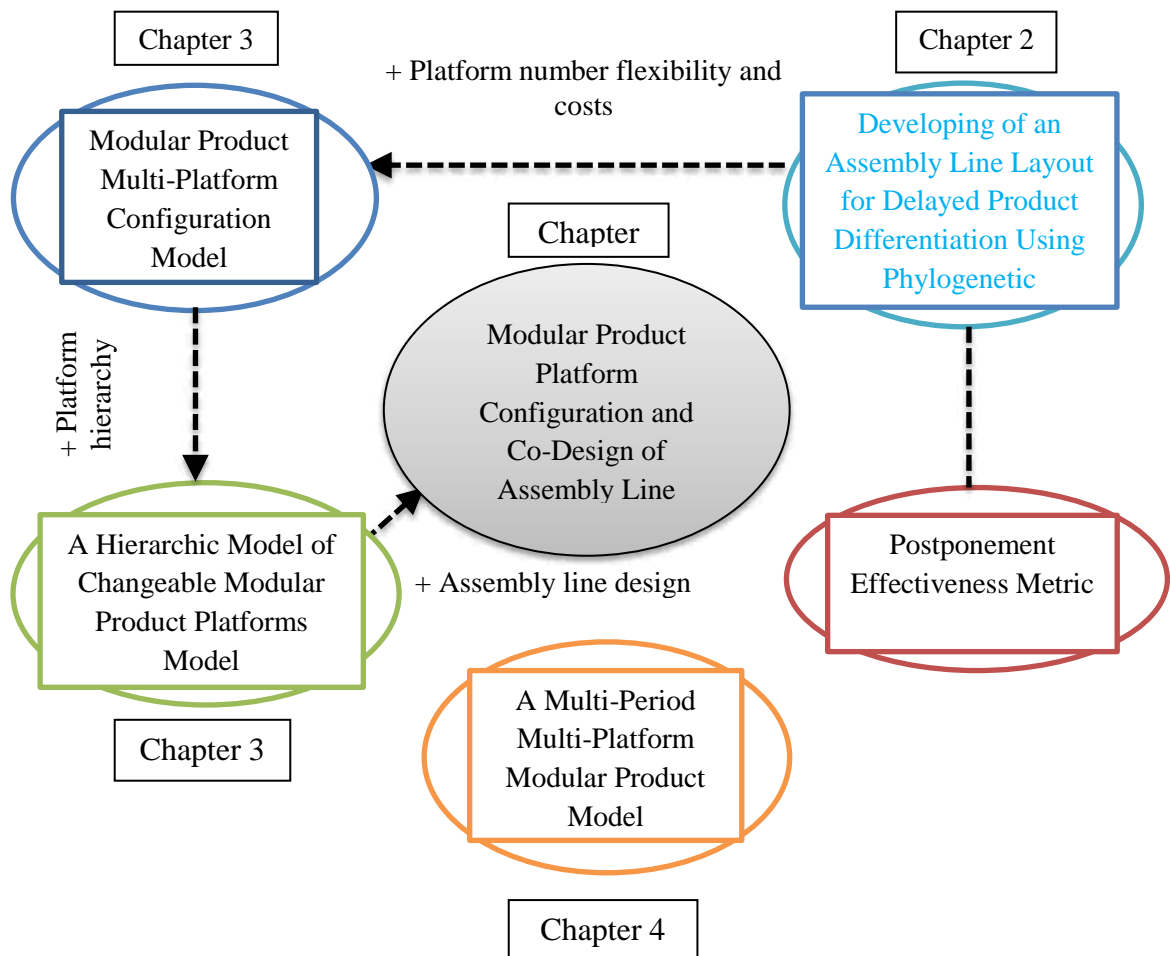 Chapter 3
Chapter 2
+ Platform number flexibility and
costs
Modular Product
Multi-Platform
Configuration
Model
Developing of an
Assembly Line Layout
for Delayed Product
Differentiation Using
Phylogenetic
Chapter
Modular Product
Platform
Configuration and
Co-Design of
Assembly Line
+ Platform
hierarchy
A Hierarchic Model of
Changeable Modular
Product Platforms
Model
+ Assembly line design
Postponement
Effectiveness Metric
Chapter 3
A Multi-Period
Multi-Platform
Modular Product
Model
Chapter 4